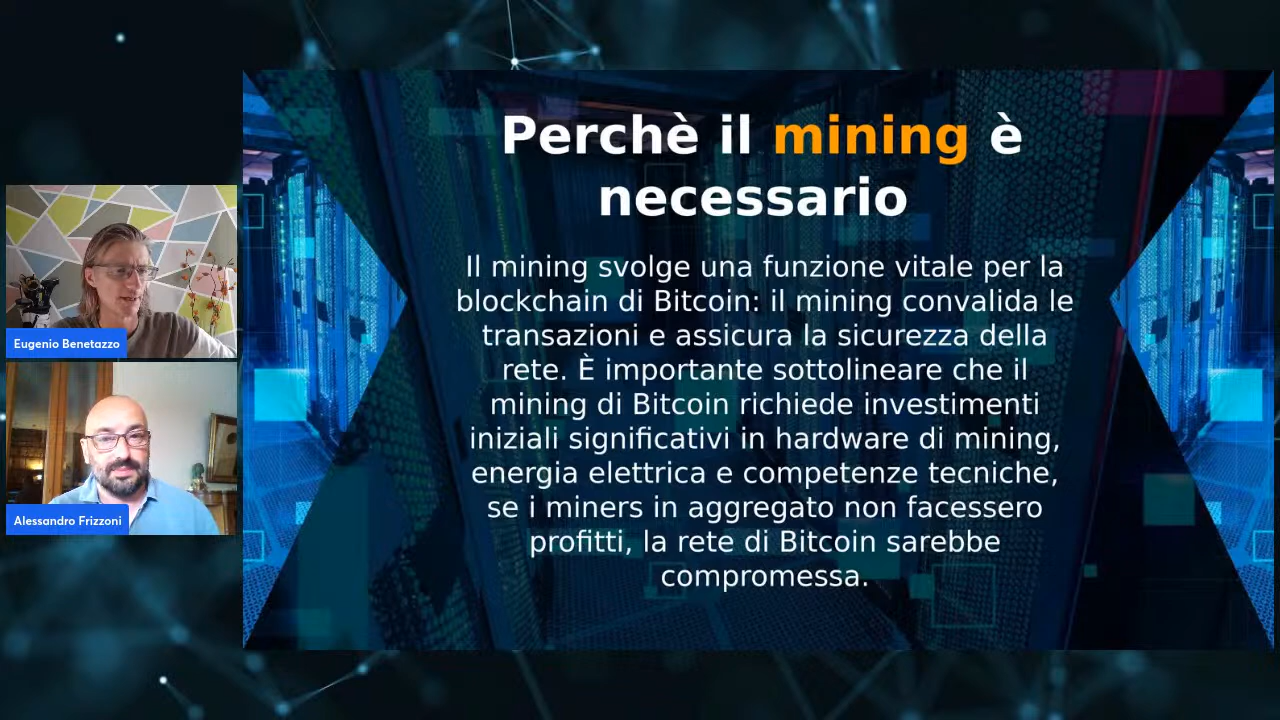 Perchè il mining è
necessario
Il mining svolge una funzione vitale per la
blockchain di Bitcoin: il mining convalida le
transazioni e assicura la sicurezza della
rete. È importante sottolineare che il
mining di Bitcoin richiede investimenti
iniziali significativi in hardware di mining,
energia elettrica e competenze tecniche,
se i miners in aggregato non facessero
profitti, la rete di Bitcoin sarebbe
compromessa.
Eugenio Benetazzo
Alessandro Frizzoni